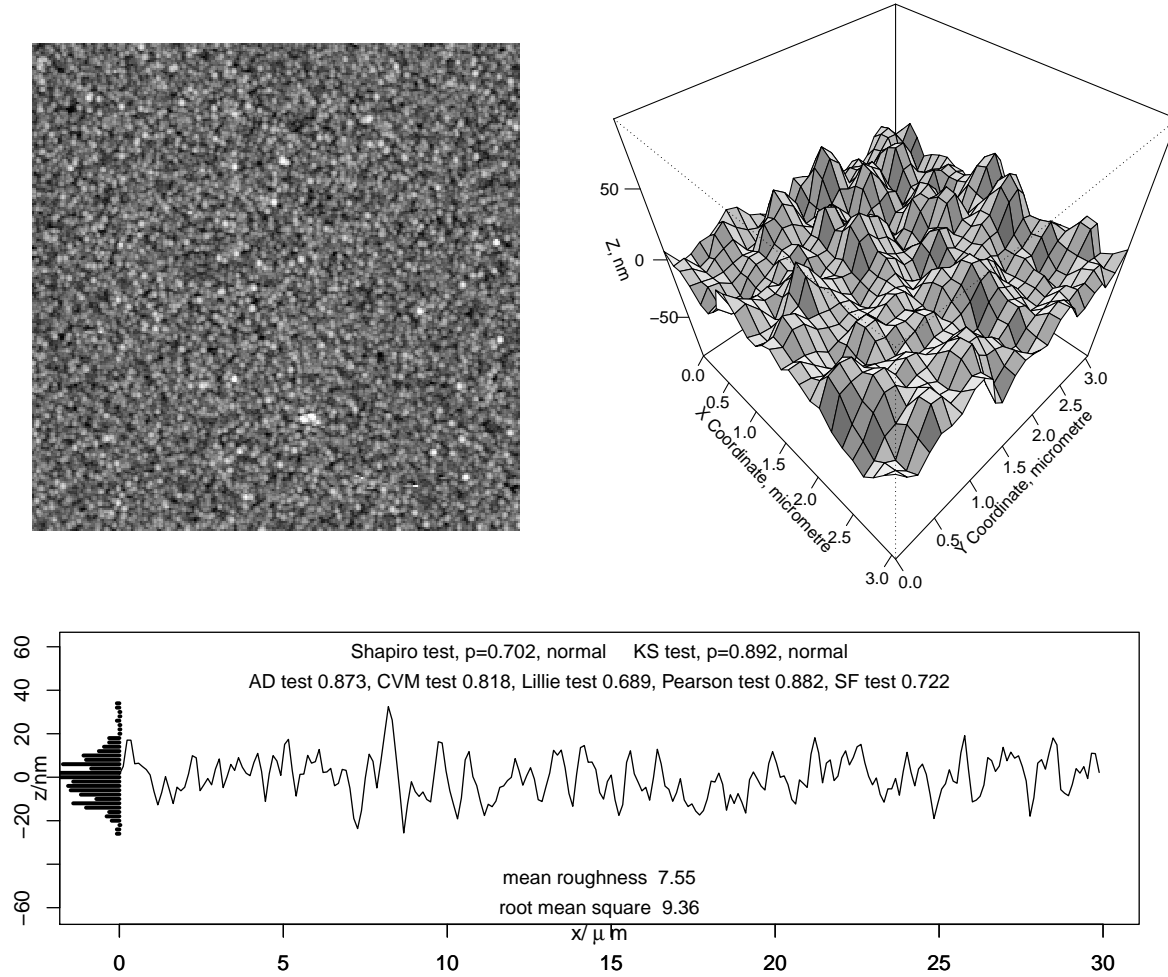 50
0
−50
Z, nm
0.0
0.5
1.0
1.5
2.0
2.5
3.0
X Coordinate, micrometre
0.0
0.5
1.0
1.5
2.0
2.5
3.0
Y Coordinate, micrometre
Shapiro test, p=0.702, normal KS test, p=0.892, normal
AD test 0.873, CVM test 0.818, Lillie test 0.689, Pearson test 0.882, SF test 0.722
60
40
20
0
−20
−60
z/nm
mean roughness 7.55
root mean square 9.36
x/ μ m
0 5 10 15 20 25 30